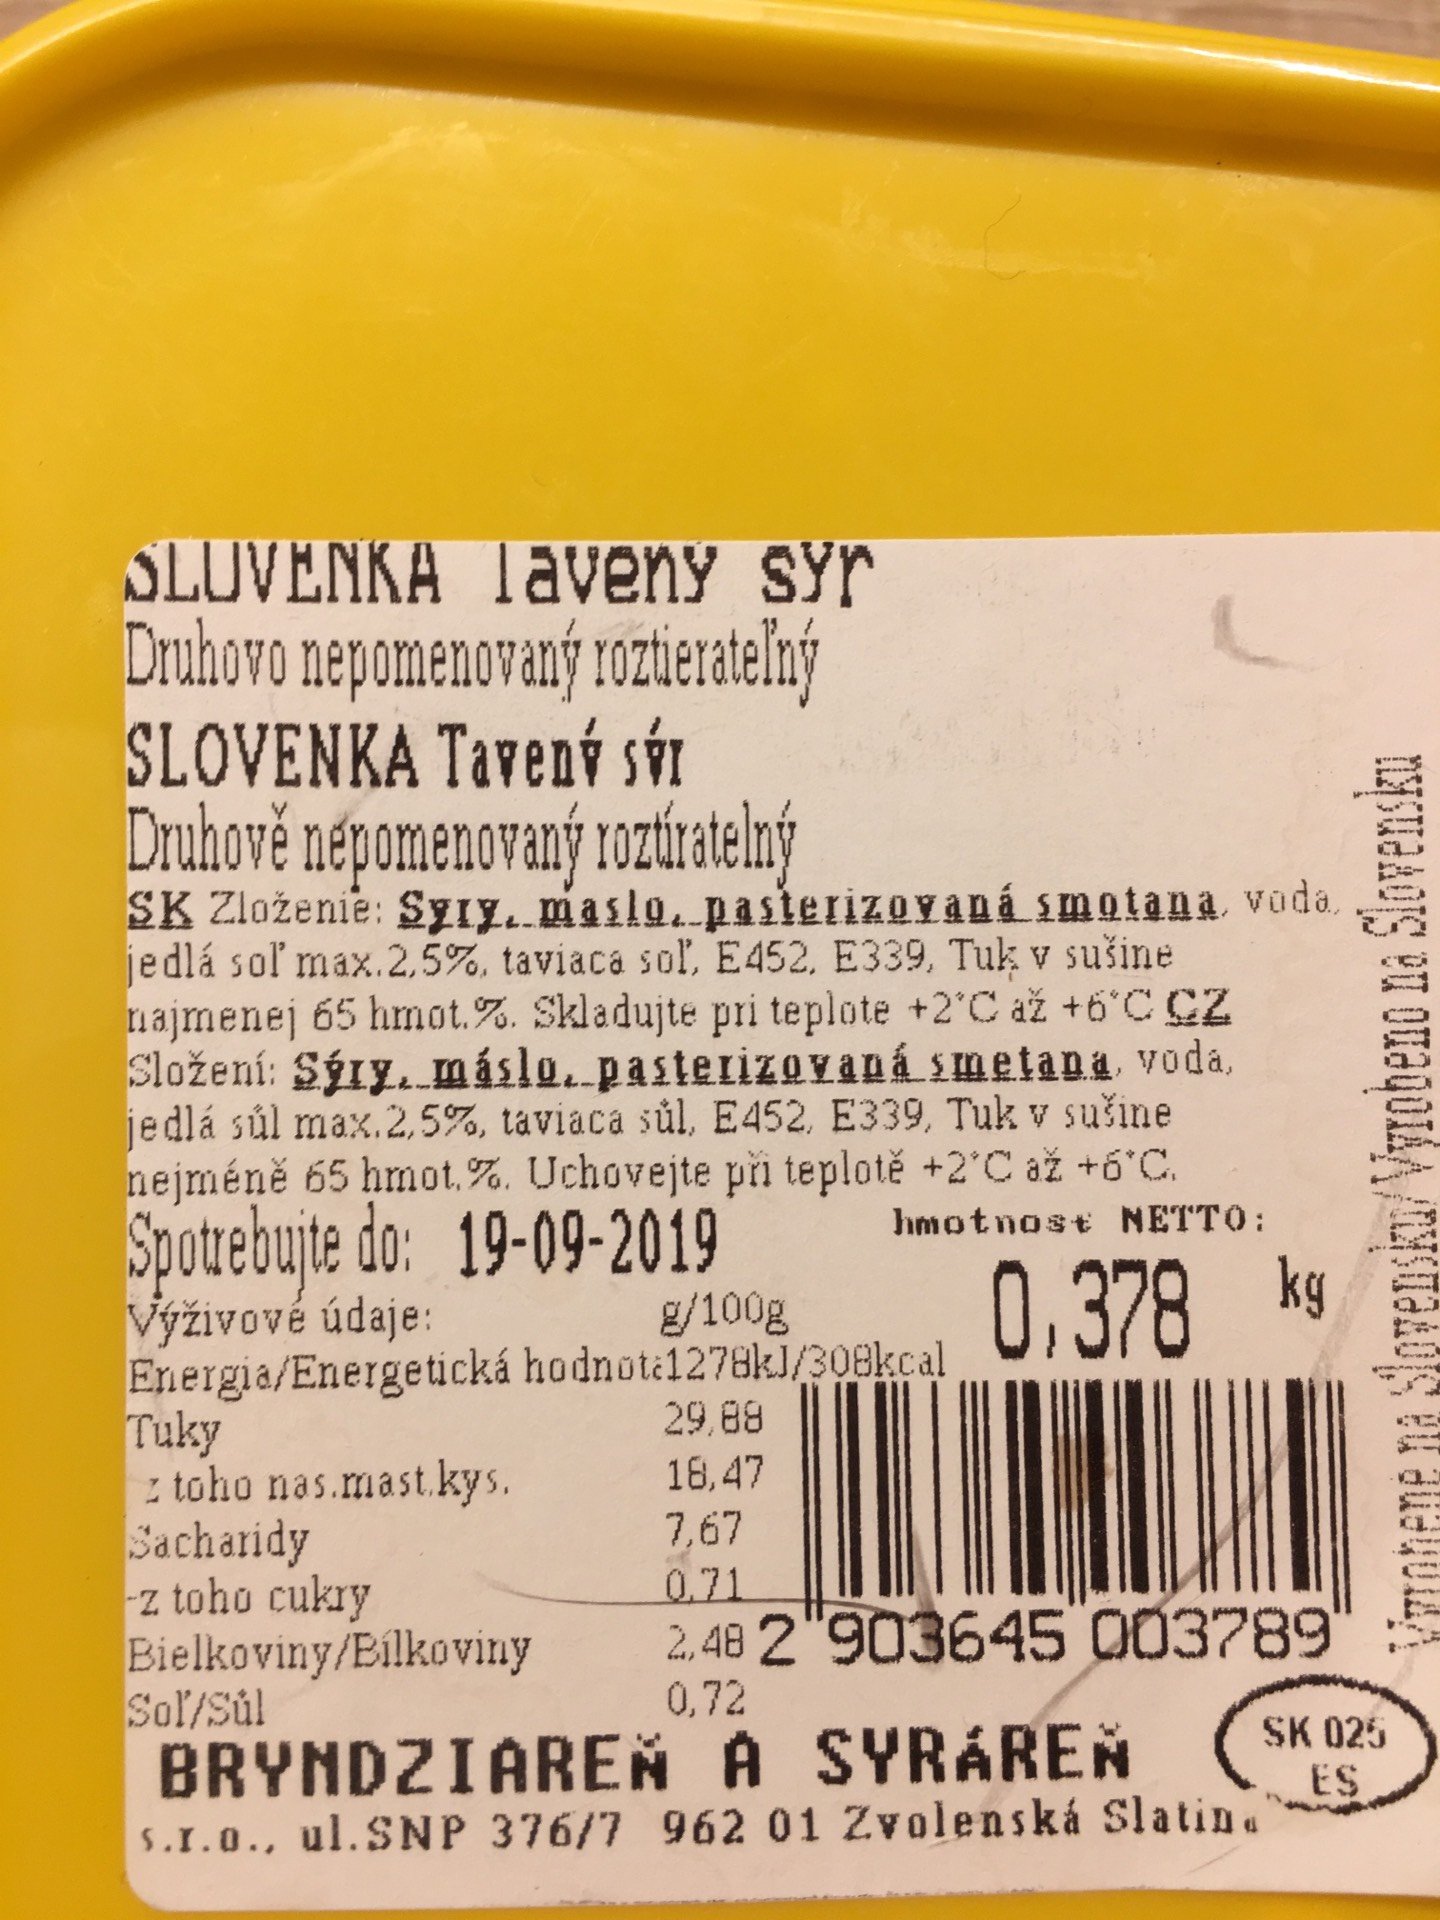 SLOVENKA Tavený syr
Druhovo nepomenovaný roztierateľný
SLOVENKA Tavený sýr
Druhově nepomenovaný roztíratelný
SK Zloženie: Syry, maslo, pasterizovaná smotana, voda,
jedlá soľ max.2,5%, taviaca soľ, E452, E339, Tuk v sušine
najmenej 65 hmot.%. Skladujte pri teplote +2°C až +6°C CZ
Složení: Sýry, máslo, pasterizovaná smetana, voda,
jedlá sůl max.2,5%, taviaca sůl, E452, E339, Tuk v sušine
nejméně 65 hmot.%. Uchovejte při teplotě +2°C až +6°C.
Spotrebujte do: 19-09-2019
hmotnosť NETTO:
0,378 kg
Výživové údaje: g/100g
Energia/Energetická hodnota 1278kJ/308kcal
Tuky 29,88
z toho nas.mast.kys. 18,47
Sacharidy 7,67
-z toho cukry 0,71
Bielkoviny/Bílkoviny 2,48
Soľ/Sůl 0,72
2 903645 003789
BRYNDZIAREŇ A SYRÁREŇ
s.r.o., ul.SNP 376/7 962 01 Zvolenská Slatina
SK 025
ES
Vyrobené na Slovensku/Vyrobeno na Slovensku